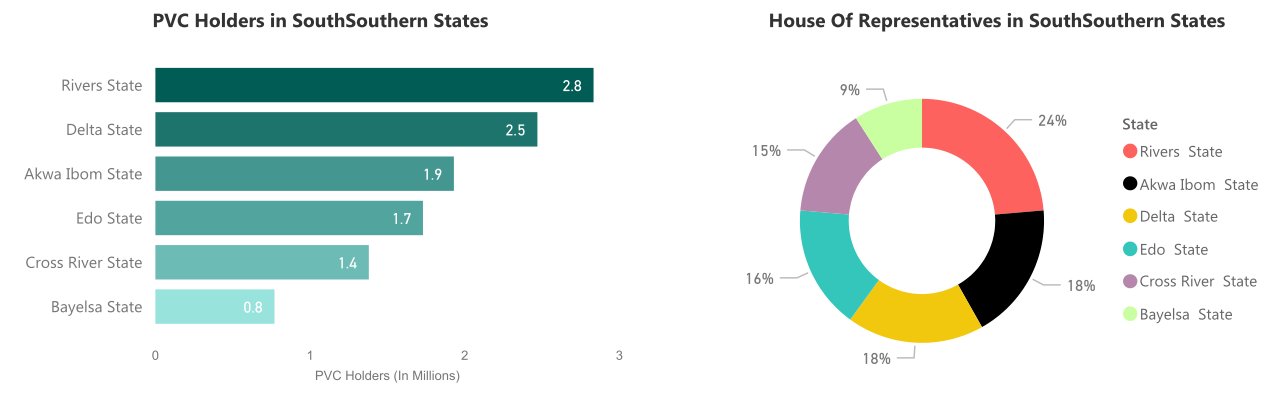 PVC Holders in SouthSouthern States
Rivers State
2.8
Delta State
2.5
Akwa Ibom State
1.9
Edo State
1.7
Cross River State
1.4
Bayelsa State
0.8
0 1 2 3
PVC Holders (In Millions)
House Of Representatives in SouthSouthern States
9%
24%
15%
16%
18%
18%
State
Rivers State
Akwa Ibom State
Delta State
Edo State
Cross River State
Bayelsa State